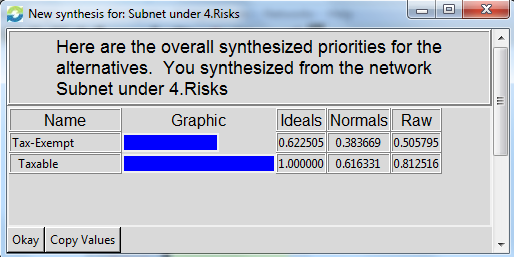 New synthesis for: Subnet under 4.Risks
Here are the overall synthesized priorities for the
alternatives. You synthesized from the network
Subnet under 4.Risks
Name Graphic Ideals Normals Raw
Tax-Exempt 0.622505 0.383669 0.505795
Taxable 1.000000 0.616331 0.812516
Okay Copy Values